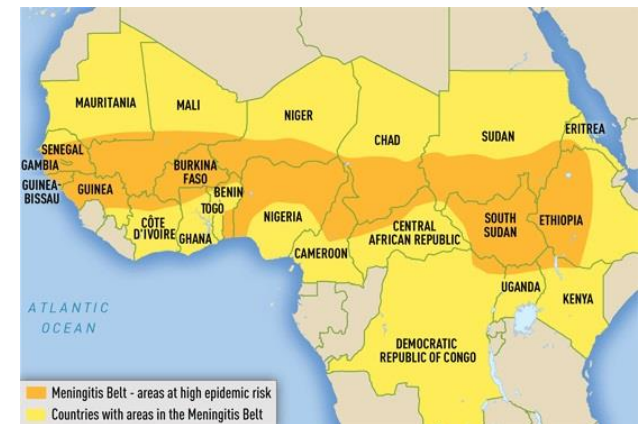 MAURITANIA
MALI
NIGER
CHAD
SUDAN
ERITREA
SENEGAL
GAMBIA
GUINEA-
BISSAU
GUINEA
BURKINA
FASO
BENIN
TOGO
CÔTE
D'IVOIRE
GHANA
NIGERIA
CAMEROON
CENTRAL
AFRICAN REPUBLIC
SOUTH
SUDAN
ETHIOPIA
UGANDA
KENYA
DEMOCRATIC
REPUBLIC OF CONGO
ATLANTIC
OCEAN
Meningitis Belt - areas at high epidemic risk
Countries with areas in the Meningitis Belt